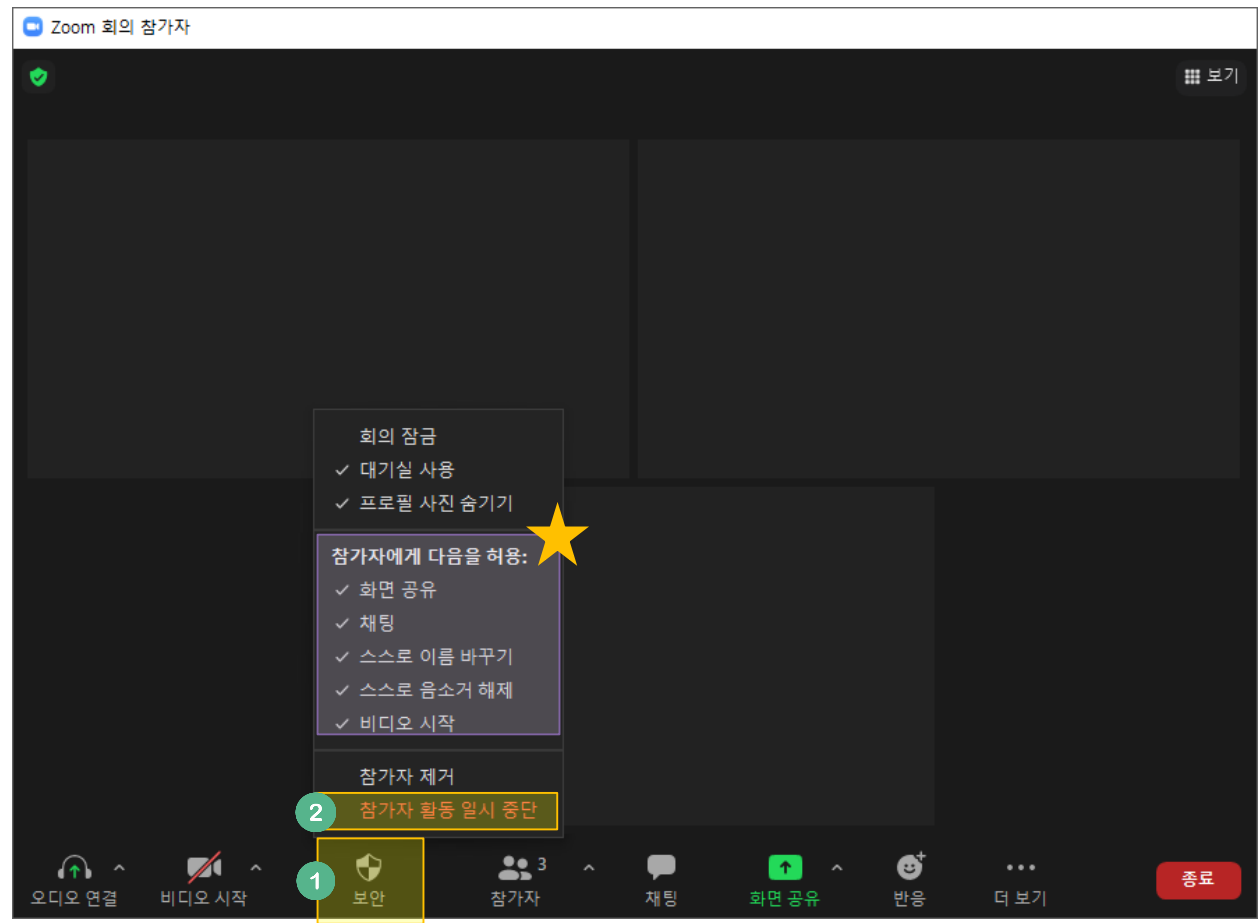 Zoom 회의 참가자
보기
회의 잠금
대기실 사용
프로필 사진 숨기기
참가자에게 다음을 허용:
화면 공유
채팅
스스로 이름 바꾸기
스스로 음소거 해제
비디오 시작
참가자 제거
2 참가자 활동 일시 중단
1
3
오디오 연결 비디오 시작 보안 참가자 채팅 화면 공유 반응 더 보기 종료